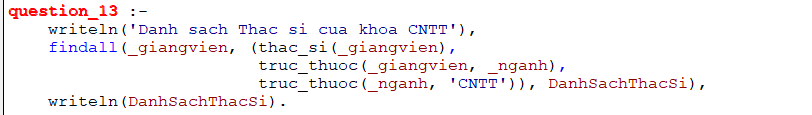 question_13 :-
    writeln('Danh sach Thac si cua khoa CNTT'),
    findall(_giangvien, (thac_si(_giangvien),
                         truc_thuoc(_giangvien, _nganh),
                         truc_thuoc(_nganh, 'CNTT')), DanhSachThacSi),
    writeln(DanhSachThacSi).